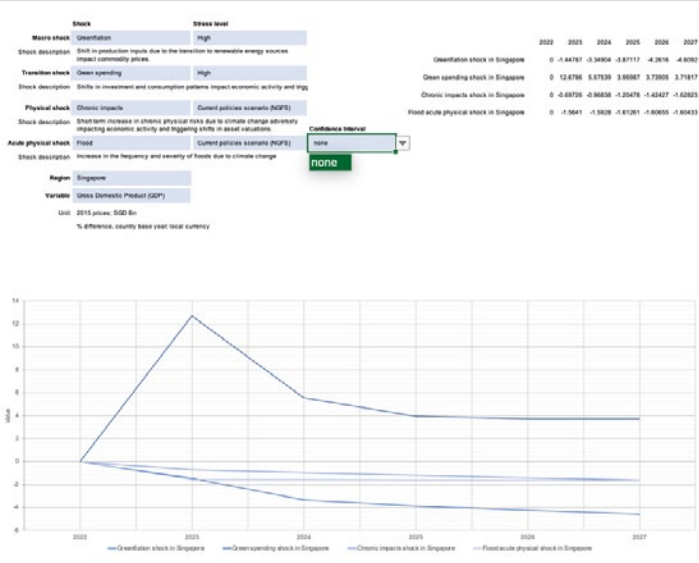 Shock Stress level
Macro shock Greenflation High
Shock description Shift in production inputs due to the transition to renewable energy sources
impact commodity prices.
Transition shock Green spending High
Shock description Shifts in investment and consumption patterns impact economic activity and trigg
Physical shock Chronic impacts Current policies scenario (NGFS)
Shock description Short term increase in chronic physical risks due to climate change adversely
impacting economic activity and triggering shifts in asset valuations.
Confidence Interval
Acute physical shock Flood Current policies scenario (NGFS) none
Shock description Increase in the frequency and severity of floods due to climate change
none
Region Singapore
Variable Gross Domestic Product (GDP)
Unit 2015 prices; SGD Bn
% difference, country base year; local currency
2022 2023 2024 2025 2026 2027
Greenflation shock in Singapore 0 -1.44787 -3.34904 -3.87117 -4.2616 -4.6092
Green spending shock in Singapore 0 12.6798 5.57539 3.95987 3.73905 3.71817
Chronic impacts shock in Singapore 0 -0.69726 -0.96838 -1.20478 -1.42427 -1.62823
Flood acute physical shock in Singapore 0 -1.5641 -1.5928 -1.61261 -1.60655 -1.60433
14
12
10
8
6
4
2
0
-2
-4
-6
Value
2022 2023 2024 2025 2026 2027
Greenflation shock in Singapore Green spending shock in Singapore Chronic impacts shock in Singapore Flood acute physical shock in Singapore